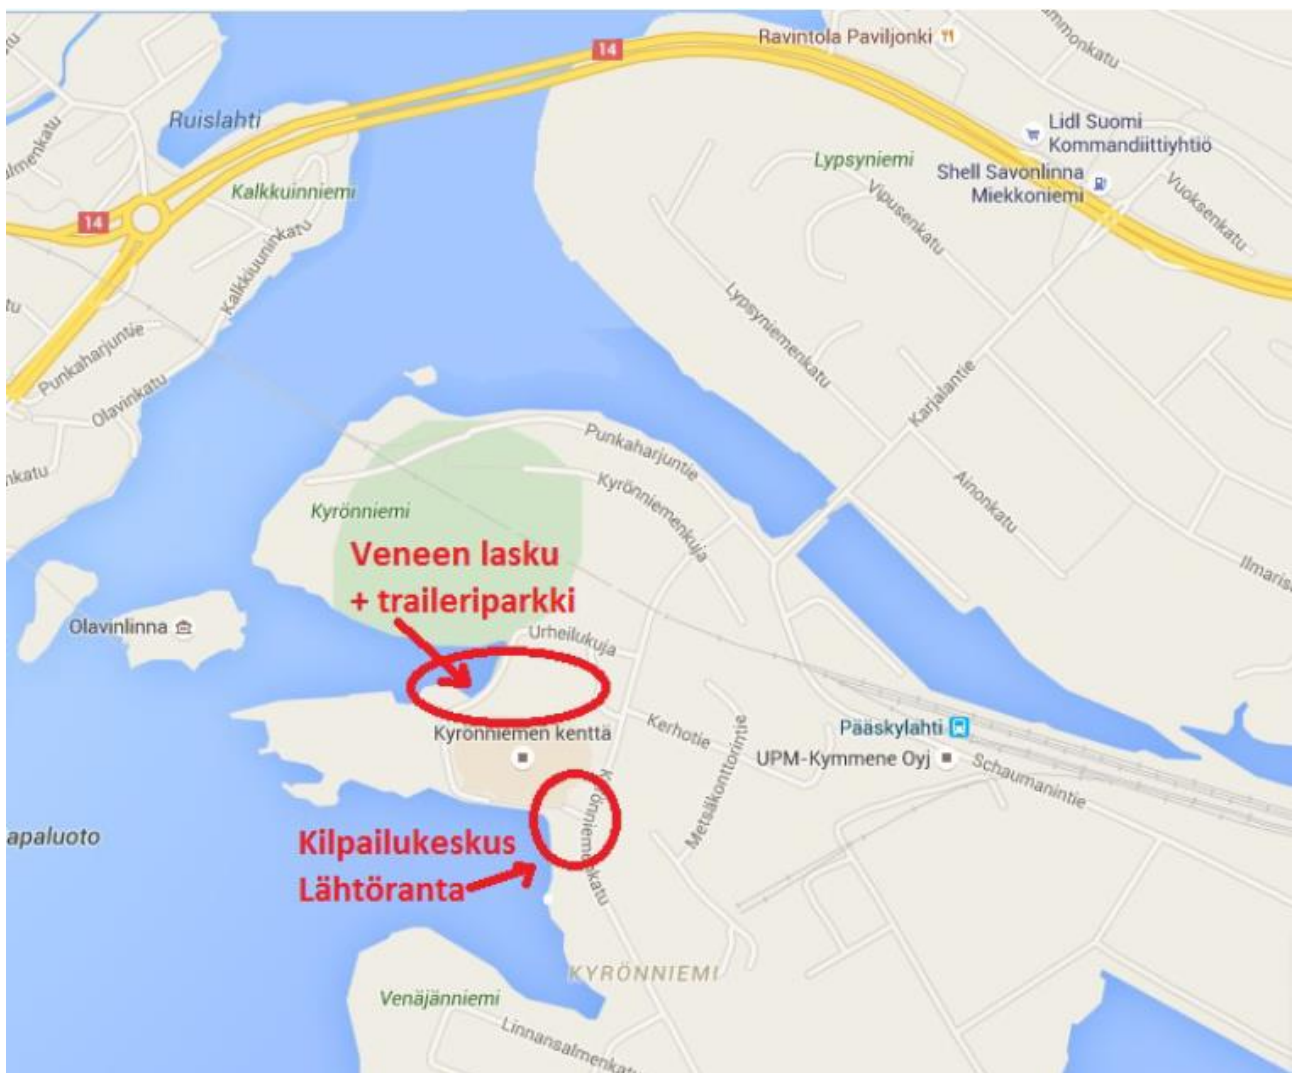 14
Ravintola Paviljonki
Ruislahti
Lidl Suomi
Kommandiittiyhtiö
Lypsyniemi
Shell Savonlinna
Miekkoniemi
Kalkkuinniemi
Vipusenkatu
Vuoksenkatu
14
Kalkkiuuninkatu
Lypsyniemenkatu
Punkaharjuntie
Olavinkatu
Karjalantie
Punkaharjuntie
Kyrönniemenkuja
Ainonkatu
Kyrönniemi
Veneen lasku
+ traileriparkki
Olavinlinna
Urheilukuja
Kerhotie
Metsäkonttorintie
Pääskylahti
Kyrönniemen kenttä
UPM-Kymmene Oyj
Schaumanintie
Kyrönniemenkatu
Kilpailukeskus
Lähtöranta
KYRÖNNIEMI
Venäjänniemi